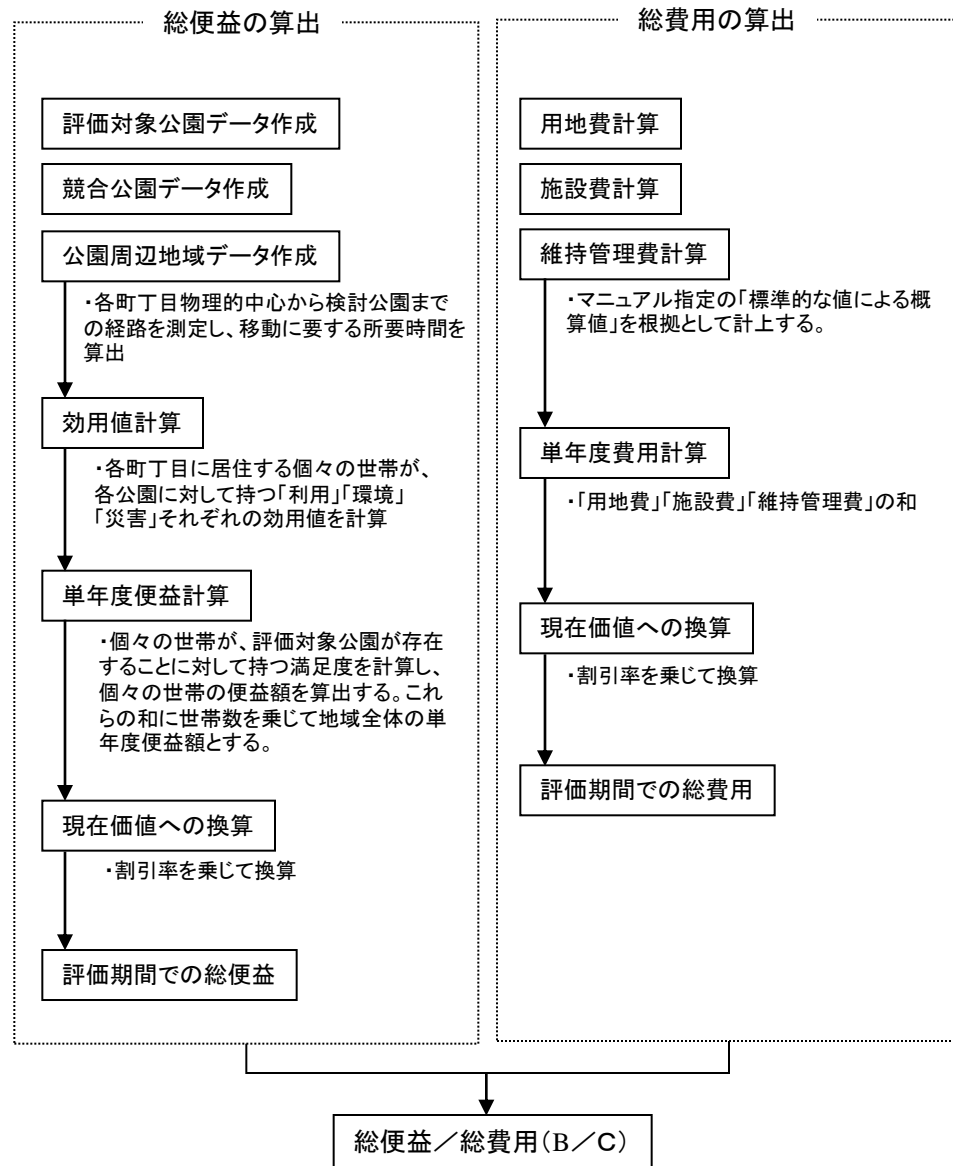 総便益の算出
評価対象公園データ作成
競合公園データ作成
公園周辺地域データ作成
・各町丁目物理的中心から検討公園まで
の経路を測定し、移動に要する所要時間を
算出
効用値計算
・各町丁目に居住する個々の世帯が、
各公園に対して持つ「利用」「環境」
「災害」それぞれの効用値を計算
単年度便益計算
・個々の世帯が、評価対象公園が存在
することに対して持つ満足度を計算し、
個々の世帯の便益額を算出する。これ
らの和に世帯数を乗じて地域全体の単
年度便益額とする。
現在価値への換算
・割引率を乗じて換算
評価期間での総便益
総費用の算出
用地費計算
施設費計算
維持管理費計算
・マニュアル指定の「標準的な値による概
算値」を根拠として計上する。
単年度費用計算
・「用地費」「施設費」「維持管理費」の和
現在価値への換算
・割引率を乗じて換算
評価期間での総費用
総便益／総費用（B／C）